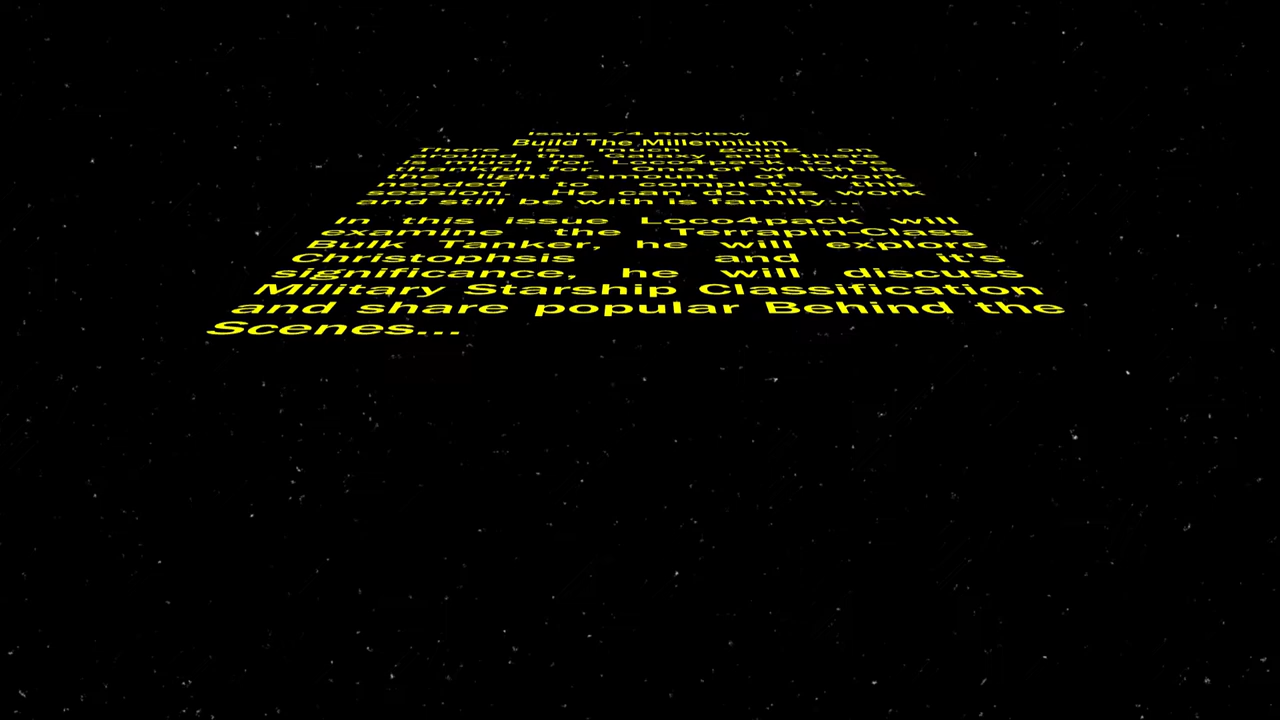 Issue 74 Review
Build The Millennium
There is much going on
around the Galaxy and there
is much for Loco4pack to be
thankful for. One of which is
the light amount of work
needed to complete this
session. He can do his work
and still be with is family...
In this issue Loco4pack will
examine the Terrapin-Class
Bulk Tanker, he will explore
Christophsis and it's
significance, he will discuss
Military Starship Classification
and share popular Behind the
Scenes...